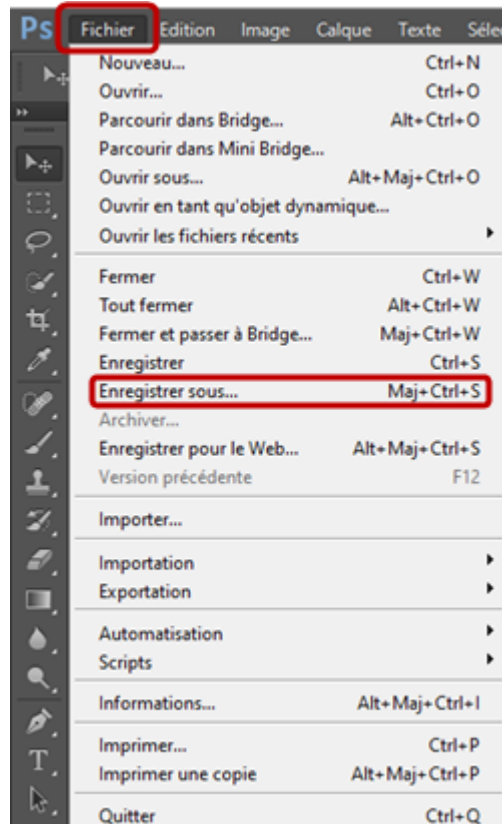 Ps Fichier Edition Image Calque Texte Séle
Nouveau... Ctrl+N
Ouvrir... Ctrl+O
Parcourir dans Bridge... Alt+Ctrl+O
Parcourir dans Mini Bridge...
Ouvrir sous... Alt+Maj+Ctrl+O
Ouvrir en tant qu'objet dynamique...
Ouvrir les fichiers récents
Fermer Ctrl+W
Tout fermer Alt+Ctrl+W
Fermer et passer à Bridge... Maj+Ctrl+W
Enregistrer Ctrl+S
Enregistrer sous... Maj+Ctrl+S
Archiver...
Enregistrer pour le Web... Alt+Maj+Ctrl+S
Version précédente F12
Importer...
Importation
Exportation
Automatisation
Scripts
Informations... Alt+Maj+Ctrl+I
Imprimer... Ctrl+P
Imprimer une copie Alt+Maj+Ctrl+P
Quitter Ctrl+Q